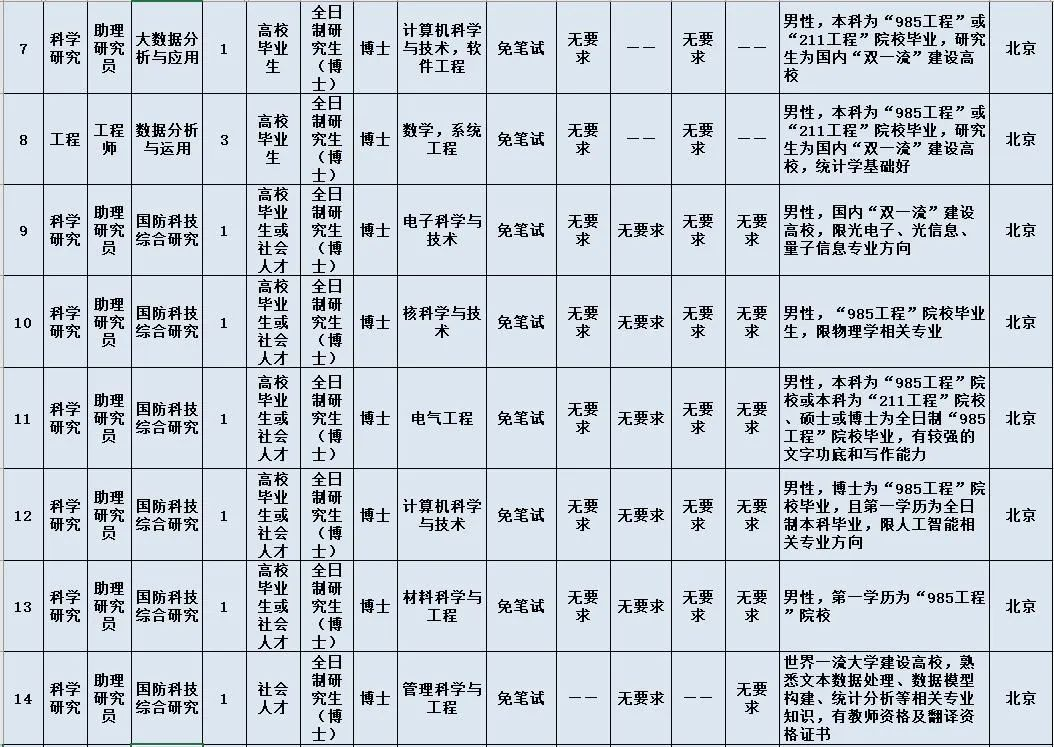 7
科学
研究
助理
研究
员
大数据分
析与应用
1
高校
毕业
生
全日
制研
究生
（博
士）
博士
计算机科学
与技术，软
件工程
免笔试
无要
求
——
无要
求
——
男性，本科为“985工程”或
“211工程”院校毕业，研究
生为国内“双一流”建设高
校
北京
8
工程
工程
师
数据分析
与运用
3
高校
毕业
生
全日
制研
究生
（博
士）
博士
数学，系统
工程
免笔试
无要
求
——
无要
求
——
男性，本科为“985工程”或
“211工程”院校毕业，研究
生为国内“双一流”建设高
校，统计学基础好
北京
9
科学
研究
助理
研究
员
国防科技
综合研究
1
高校
毕业
生或
社会
人才
全日
制研
究生
（博
士）
博士
电子科学与
技术
免笔试
无要
求
无要求
无要
求
无要
求
男性，国内“双一流”建设
高校，限光电子、光信息、
量子信息专业方向
北京
10
科学
研究
助理
研究
员
国防科技
综合研究
1
高校
毕业
生或
社会
人才
全日
制研
究生
（博
士）
博士
核科学与技
术
免笔试
无要
求
无要求
无要
求
无要
求
男性，“985工程”院校毕业
生，限物理学相关专业
北京
11
科学
研究
助理
研究
员
国防科技
综合研究
1
高校
毕业
生或
社会
人才
全日
制研
究生
（博
士）
博士
电气工程
免笔试
无要
求
无要求
无要
求
无要
求
男性，本科为“985工程”院
校或本科为“211工程”院校
、硕士或博士为全日制“985
工程”院校毕业，有较强的
文字功底和写作能力
北京
12
科学
研究
助理
研究
员
国防科技
综合研究
1
高校
毕业
生或
社会
人才
全日
制研
究生
（博
士）
博士
计算机科学
与技术
免笔试
无要
求
无要求
无要
求
无要
求
男性，博士为“985工程”院
校毕业，且第一学历为全日
制本科毕业，限人工智能相
关专业方向
北京
13
科学
研究
助理
研究
员
国防科技
综合研究
1
高校
毕业
生或
社会
人才
全日
制研
究生
（博
士）
博士
材料科学与
工程
免笔试
无要
求
无要求
无要
求
无要
求
男性，第一学历为“985工程
”院校
北京
14
科学
研究
助理
研究
员
国防科技
综合研究
1
社会
人才
全日
制研
究生
（博
士）
博士
管理科学与
工程
免笔试
——
无要求
——
无要
求
世界一流大学建设高校，熟
悉文本数据处理、数据模型
构建、统计分析等相关专业
知识，有教师资格及翻译资
格证书
北京